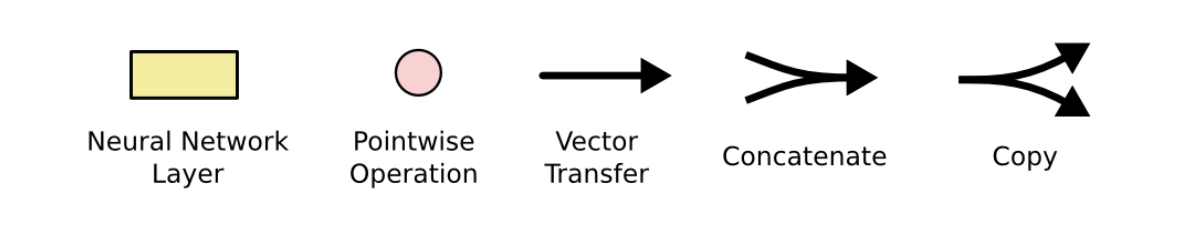 Neural Network
Layer
Pointwise
Operation
Vector
Transfer
Concatenate
Copy